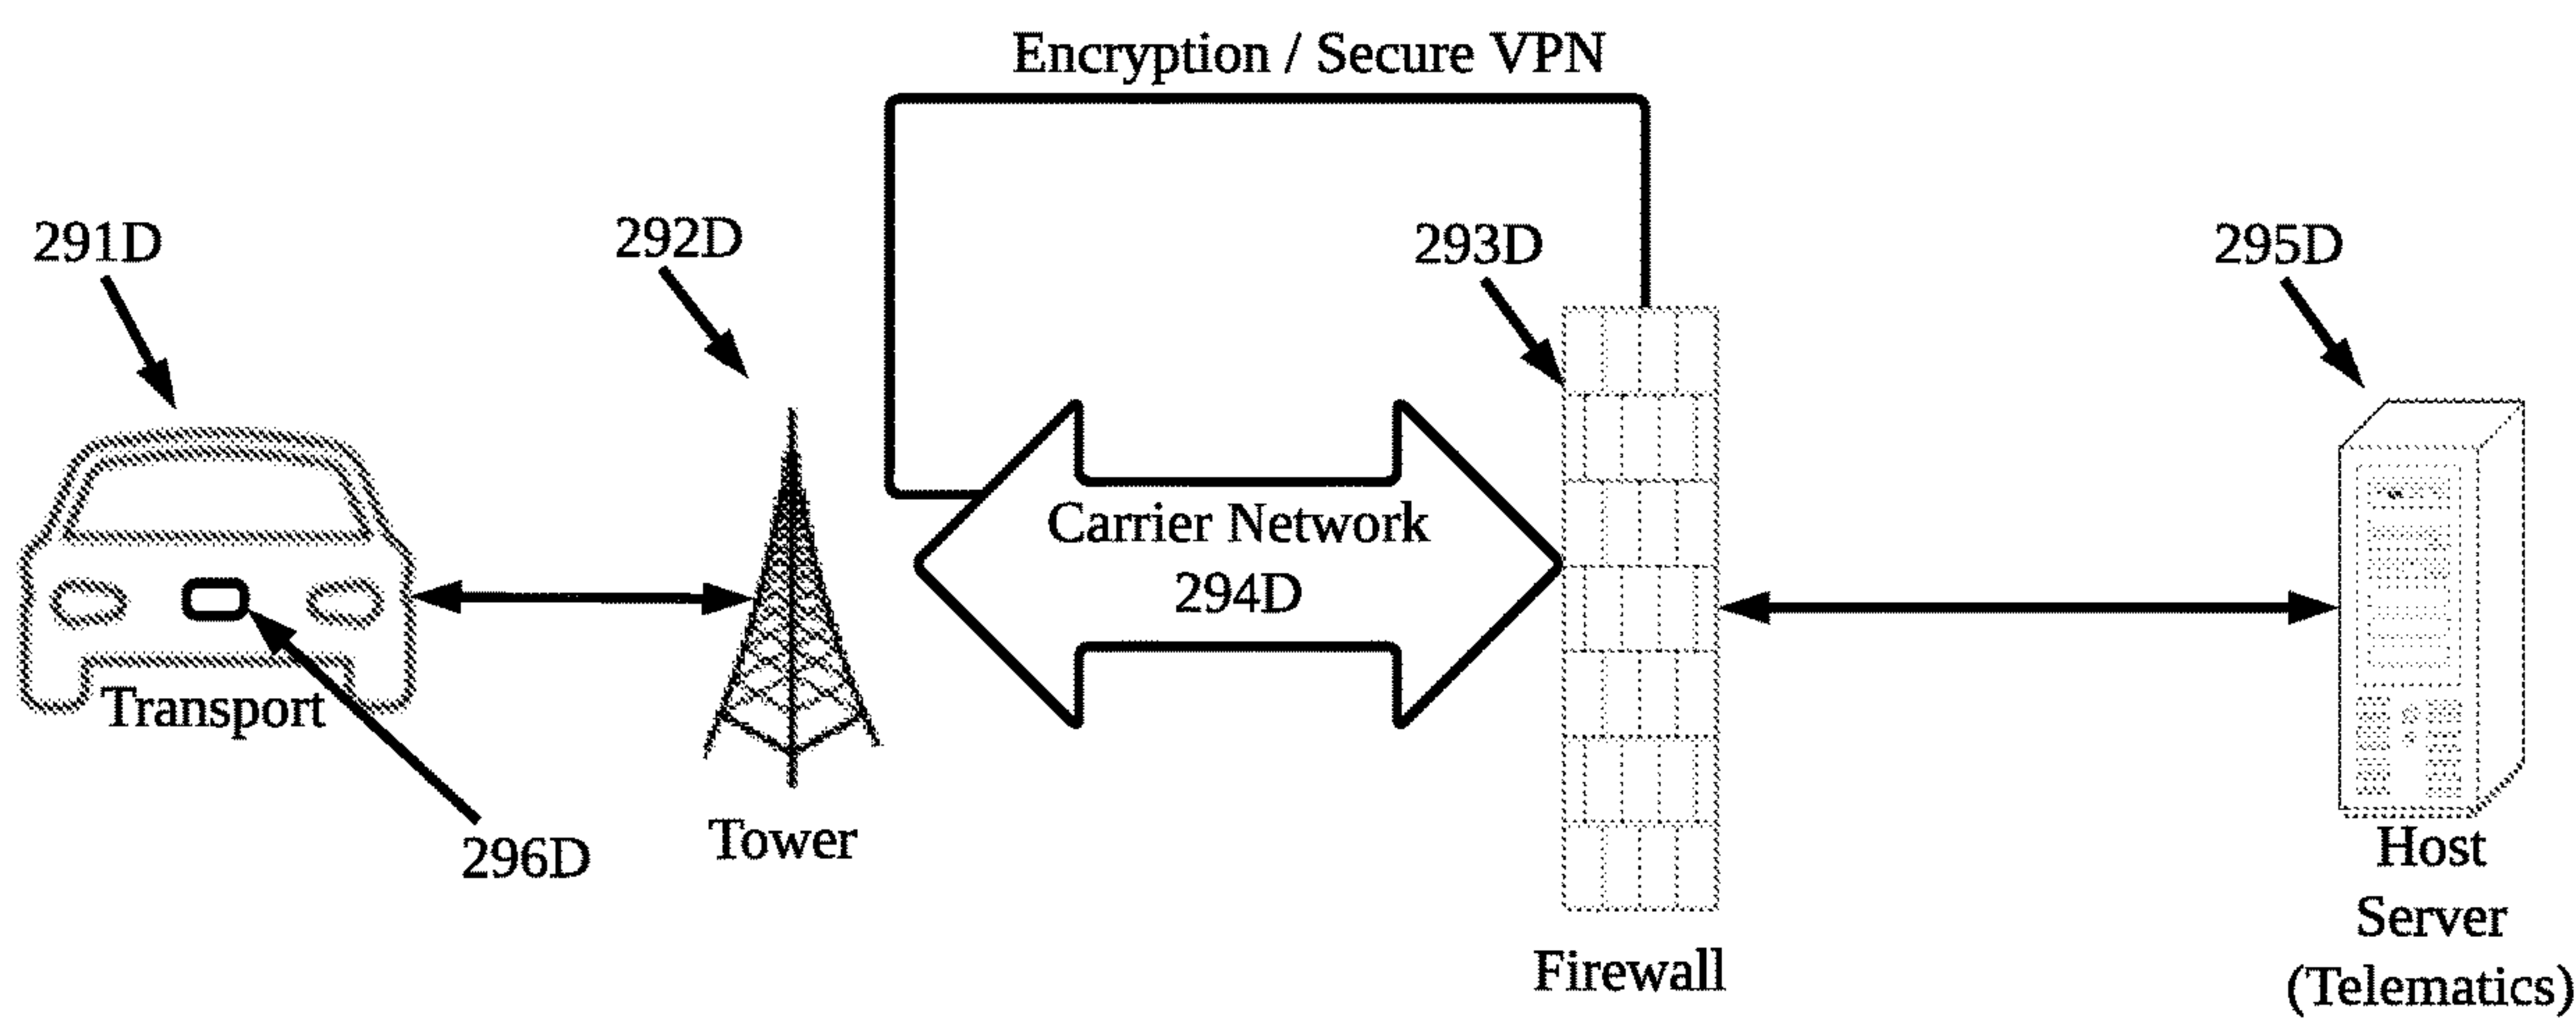 Encryption / Secure VPN
291D
292D
293D
295D
Carrier Network
294D
Transport
296D
Tower
Firewall
Host
Server
(Telematics)